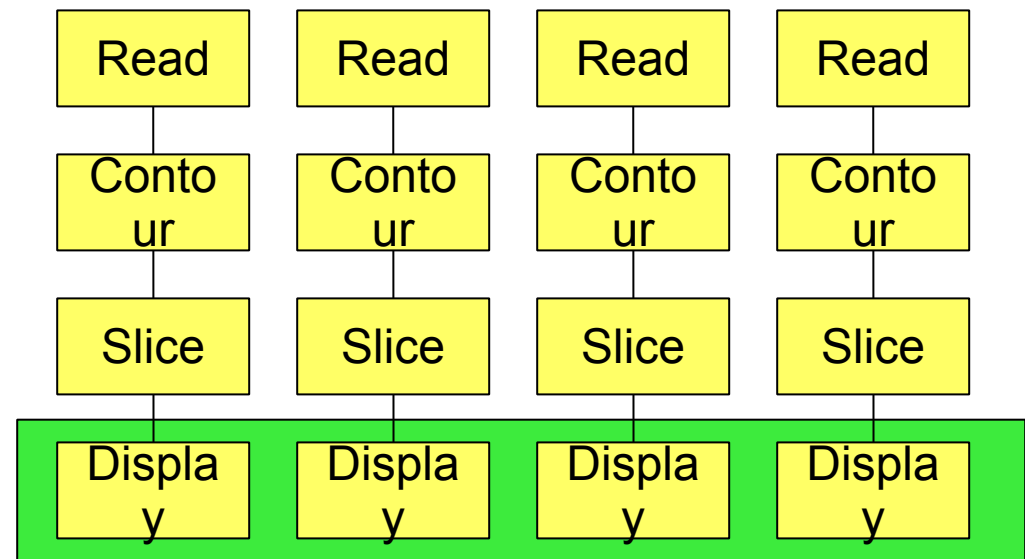 Read Read Read Read
Conto Conto Conto Conto
ur ur ur ur
Slice Slice Slice Slice
Displa Displa Displa Displa
y y y y